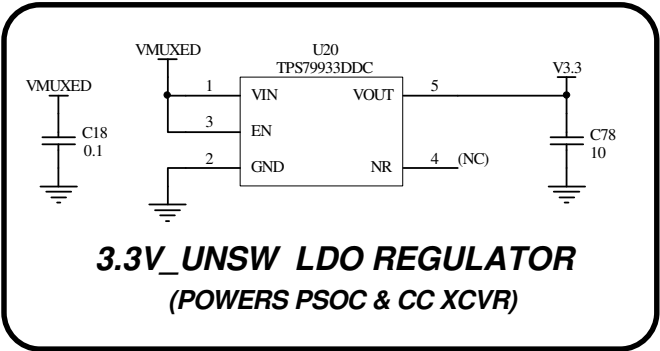 VMUXED
U20
TPS79933DDC
V3.3
VMUXED
1
VIN
VOUT
5
C18
0.1
3
EN
C78
10
2
GND
NR
4
(NC)
3.3V_UNSW LDO REGULATOR
(POWERS PSOC & CC XCVR)